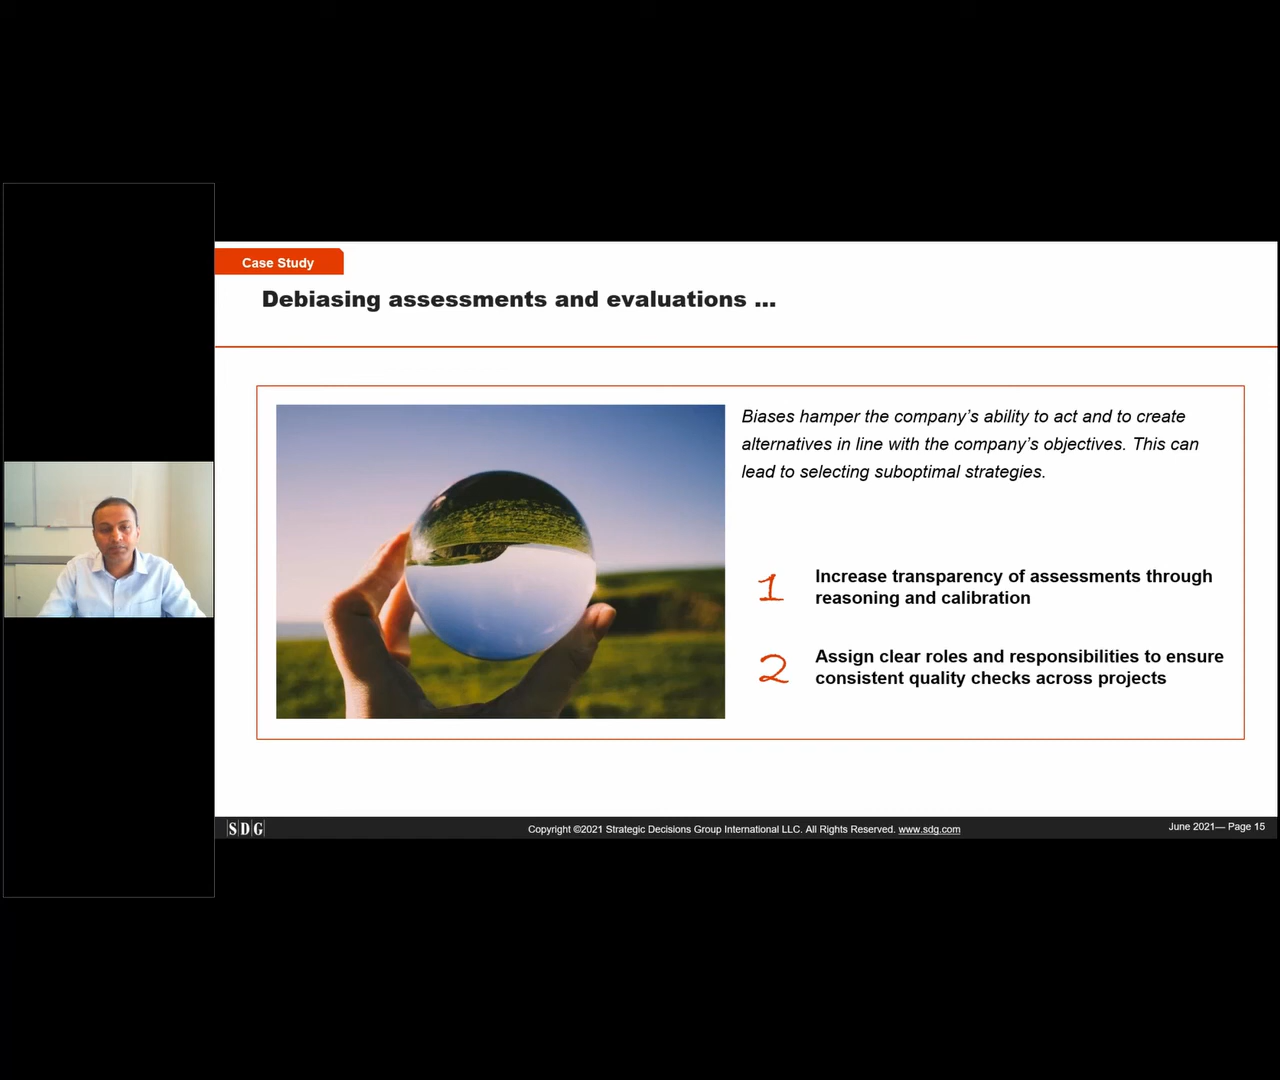 Case Study
Debiasing assessments and evaluations ...
Biases hamper the company's ability to act and to create
alternatives in line with the company's objectives. This can
lead to selecting suboptimal strategies.
1
Increase transparency of assessments through
reasoning and calibration
2
Assign clear roles and responsibilities to ensure
consistent quality checks across projects
SDG
Copyright ©2021 Strategic Decisions Group International LLC. All Rights Reserved. www.sdg.com
June 2021— Page 15